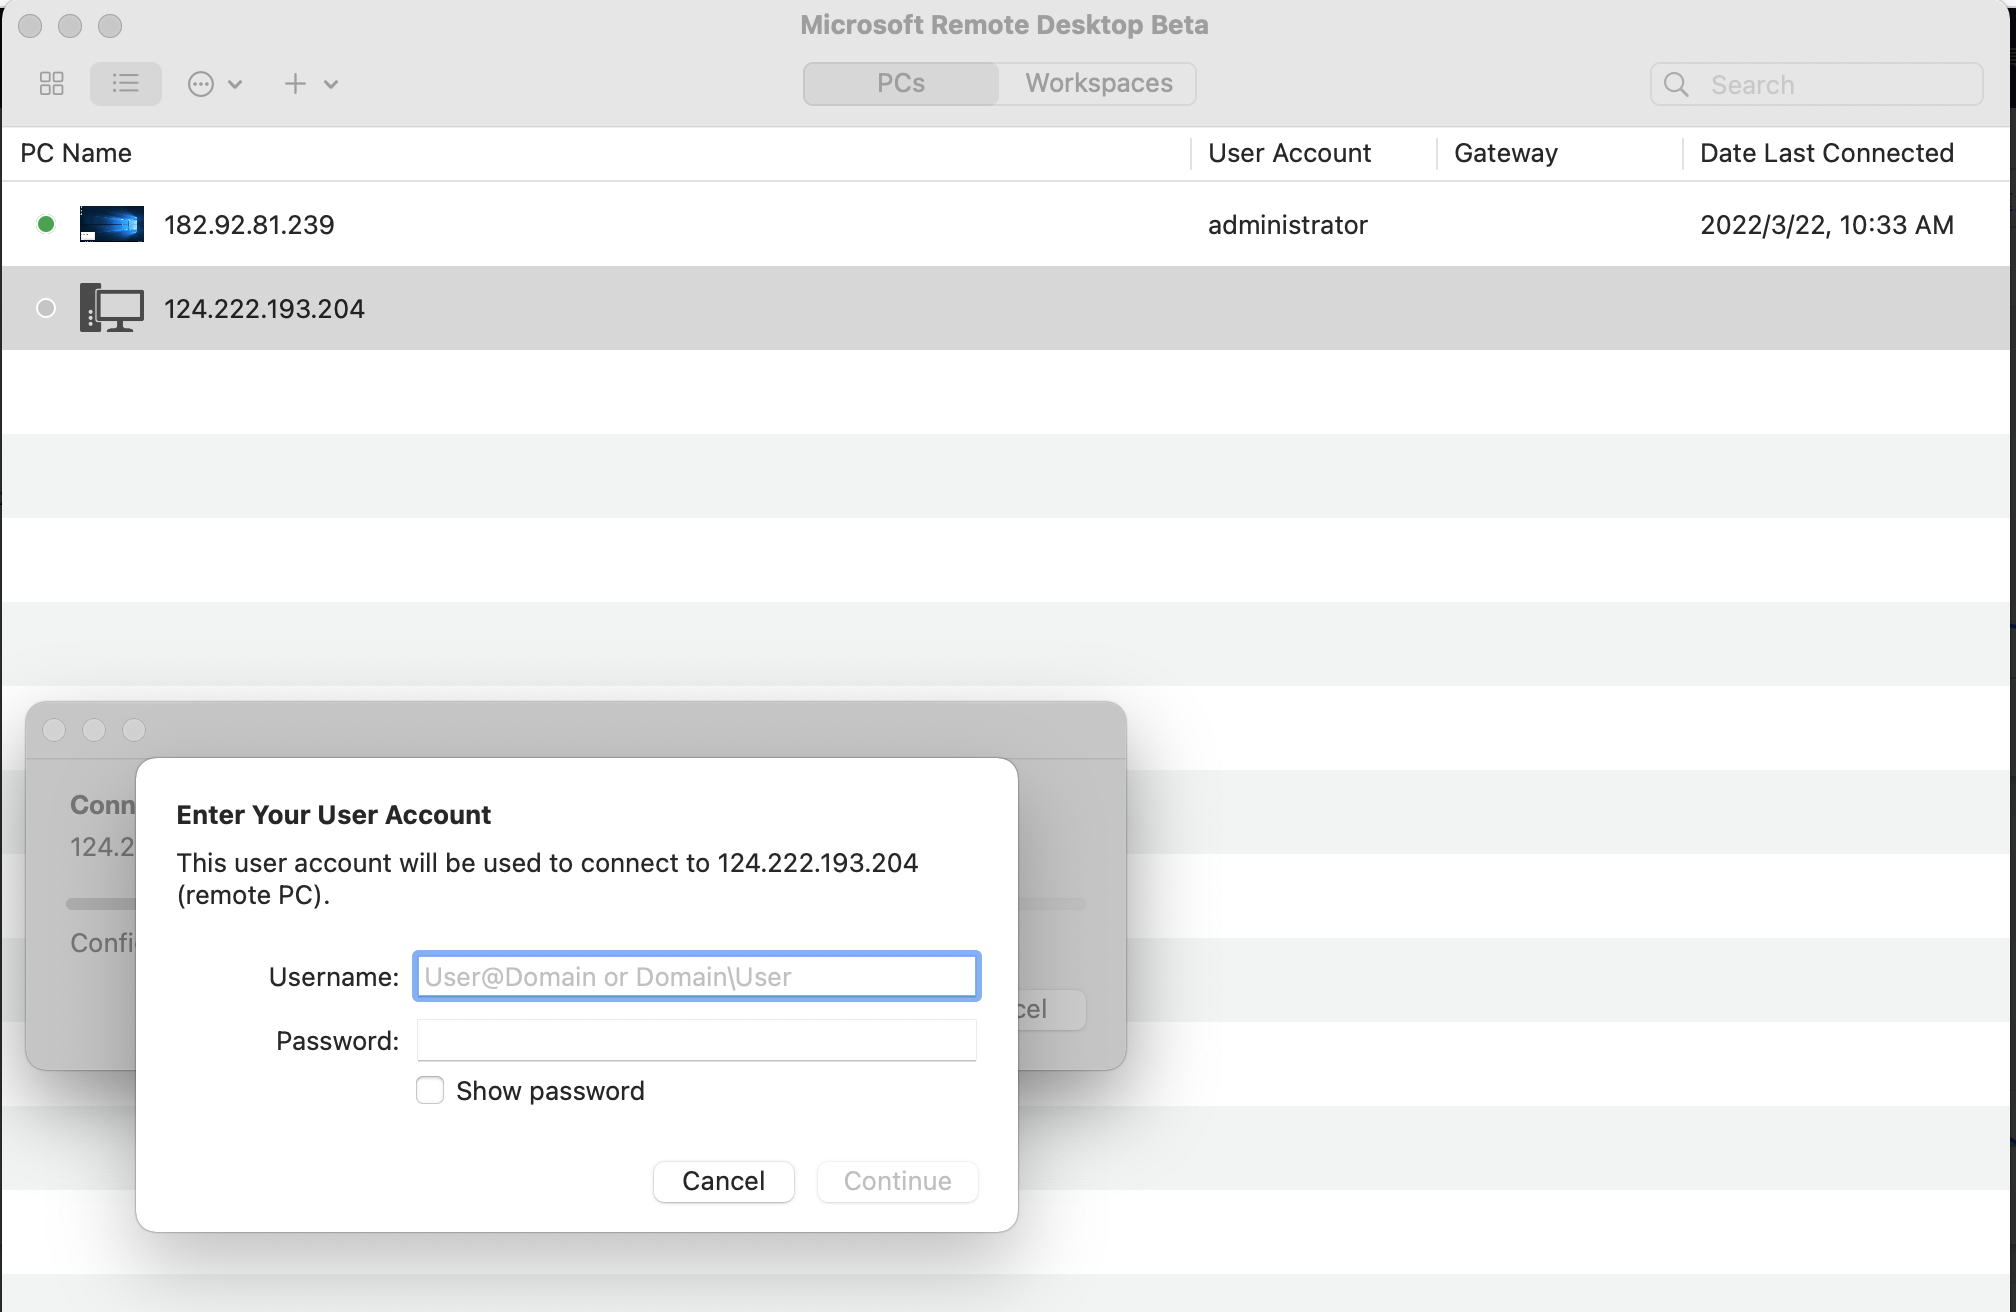 Microsoft Remote Desktop Beta
PCs Workspaces
Search
PC Name User Account Gateway Date Last Connected
182.92.81.239 administrator 2022/3/22, 10:33 AM
124.222.193.204
Conn
124.2
Confi
Enter Your User Account
This user account will be used to connect to 124.222.193.204
(remote PC).
Username: User@Domain or Domain\User
Password:
Show password
cel
Cancel Continue